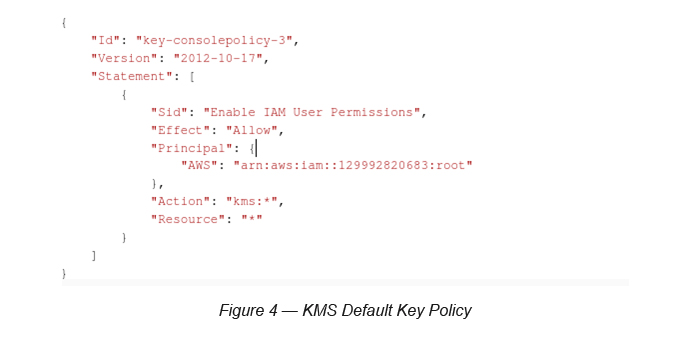 {
"Id": "key-consolepolicy-3",
"Version": "2012-10-17",
"Statement": [
{
"Sid": "Enable IAM User Permissions",
"Effect": "Allow",
"Principal": {
"AWS": "arn:aws:iam::129992820683:root"
},
"Action": "kms:*",
"Resource": "*"
}
]
}
Figure 4 — KMS Default Key Policy